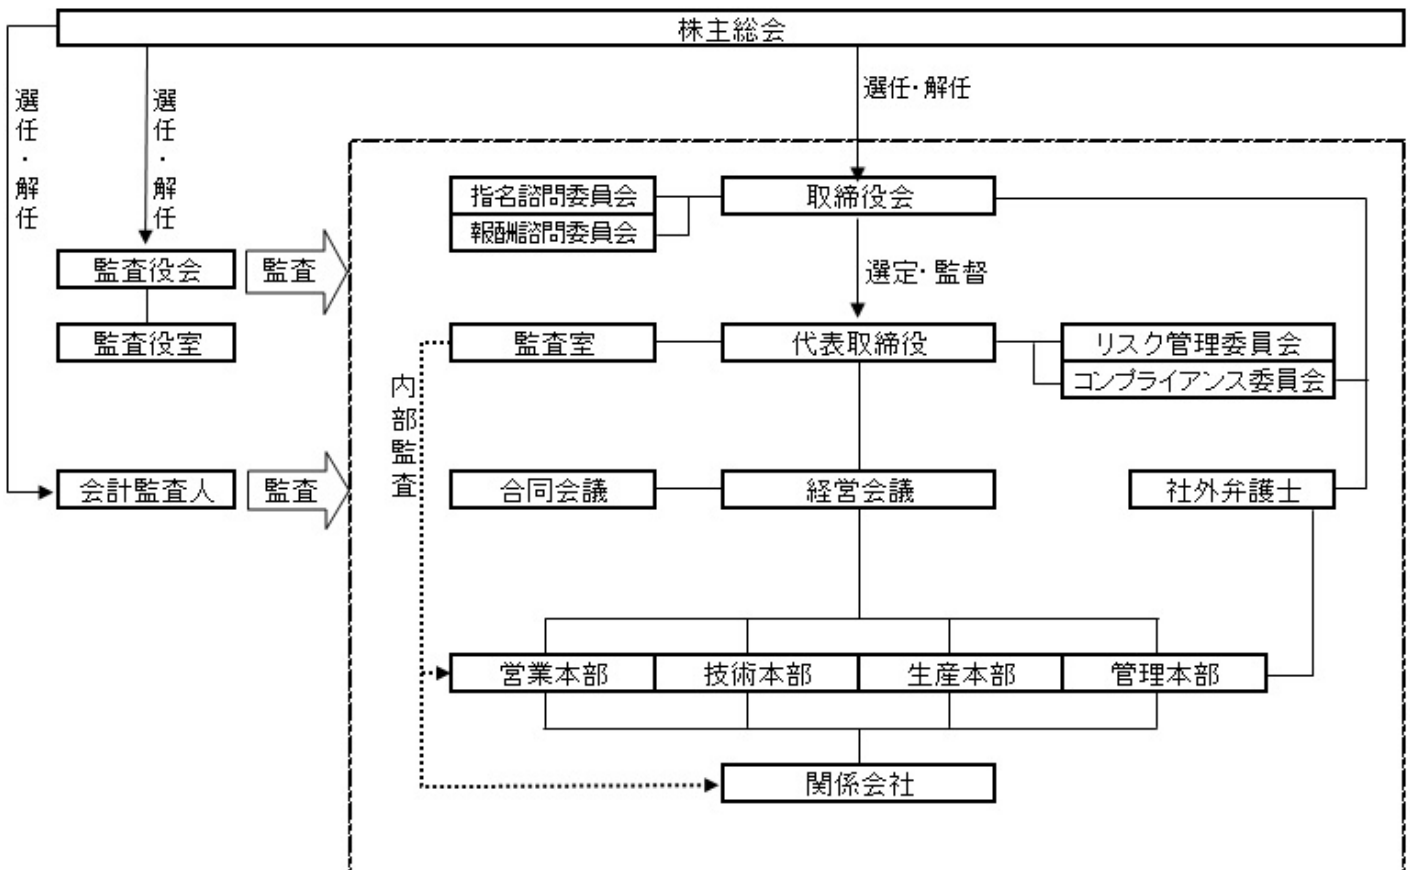 株主総会
選任・解任
選任・解任
選任・解任
指名諮問委員会
取締役会
報酬諮問委員会
監査役会
監査
選定・監督
監査役室
監査室
代表取締役
リスク管理委員会
コンプライアンス委員会
内部監査
会計監査人
監査
合同会議
経営会議
社外弁護士
営業本部
技術本部
生産本部
管理本部
関係会社